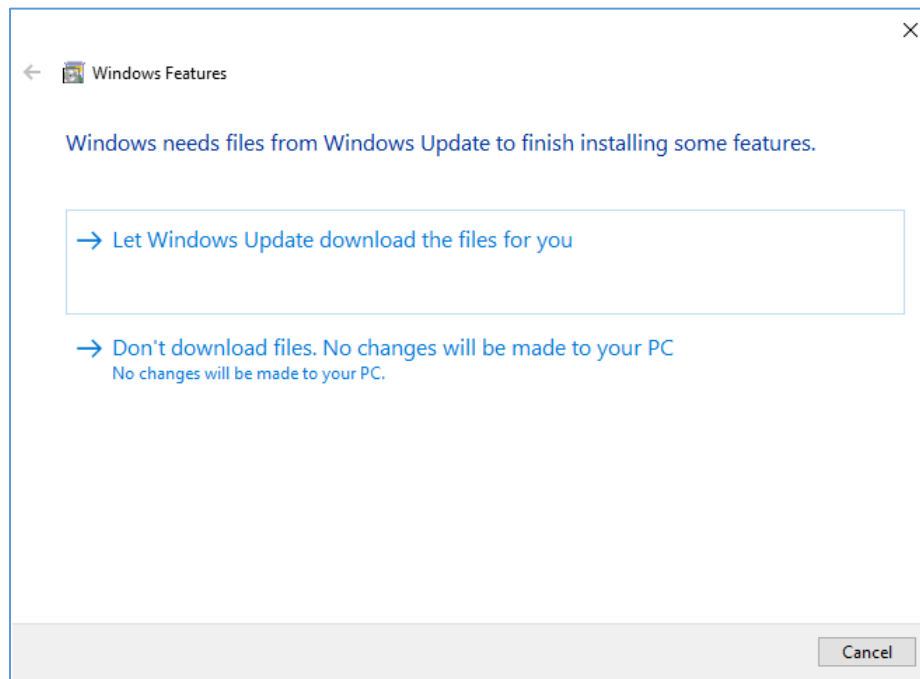 Windows Features
Windows needs files from Windows Update to finish installing some features.
Let Windows Update download the files for you
Don't download files. No changes will be made to your PC
No changes will be made to your PC.
Cancel